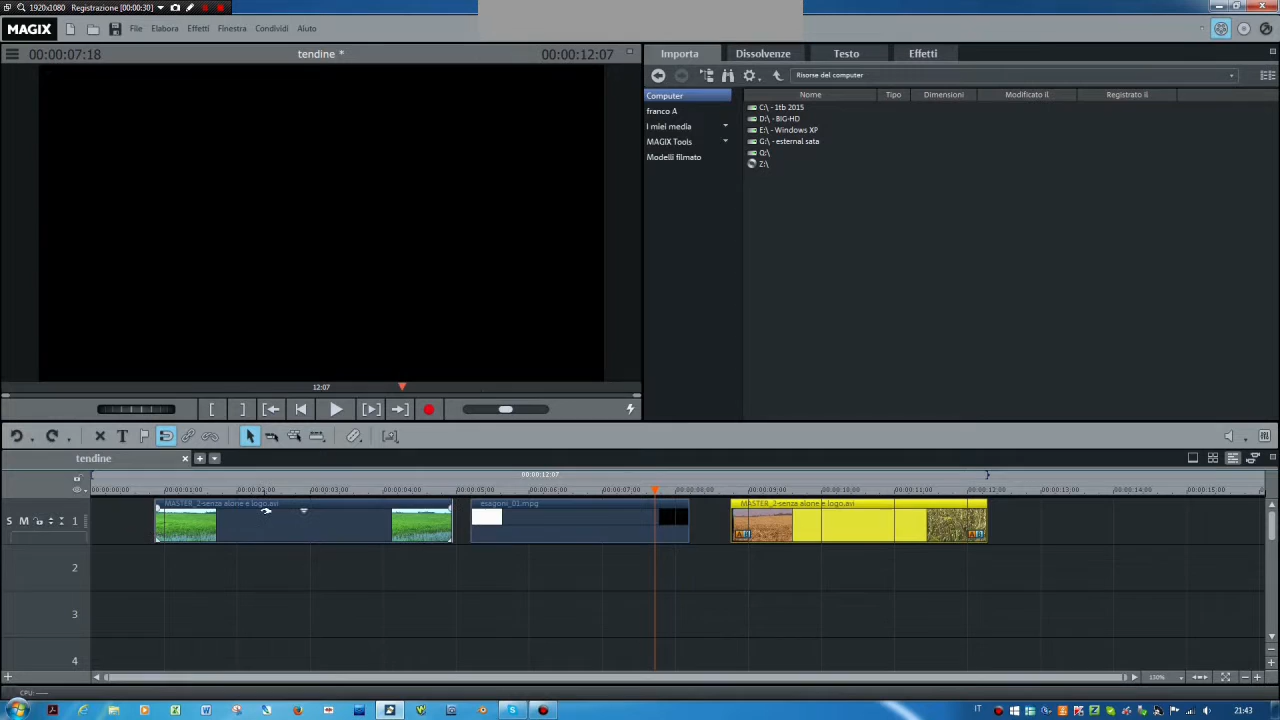 1920x1080 Registrazione [00:00:30]
MAGIX File Elabora Effetti Finestra Condividi Aiuto
00:00:07:18 tendine * 00:00:12:07
Importa Dissolvenze Testo Effetti
Risorse del computer
Computer
franco A
I miei media
MAGIX Tools
Modelli filmato
Nome Tipo Dimensioni Modificato il Registrato il
C:\ - 1tb 2015
D:\ - BIG-HD
E:\ - Windows XP
G:\ - esternal sata
Q:\
Z:\
12:07
tendine
00:00:12:07
00:00:00:00 00:00:01:00 00:00:02:00 00:00:03:00 00:00:04:00 00:00:05:00 00:00:06:00 00:00:07:00 00:00:08:00 00:00:09:00 00:00:10:00 00:00:11:00 00:00:12:00 00:00:13:00 00:00:14:00 00:00:15:00
MASTER_2-senza alone e logo.avi esagoni_01.mpg MASTER_2-senza alone e logo.avi
S M 1
2
3
4
130%
CPU: ----
IT 21:43